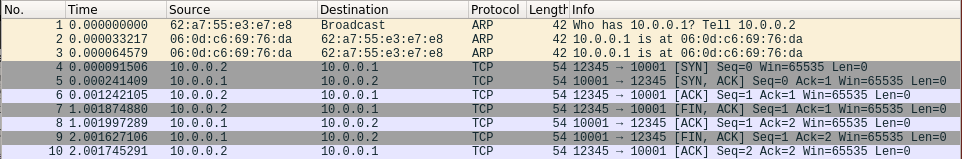 No. Time Source Destination Protocol Length Info
1 0.000000000 62:a7:55:e3:e7:e8 Broadcast ARP 42 Who has 10.0.0.1? Tell 10.0.0.2
2 0.000033217 06:0d:c6:69:76:da 62:a7:55:e3:e7:e8 ARP 42 10.0.0.1 is at 06:0d:c6:69:76:da
3 0.000064579 06:0d:c6:69:76:da 62:a7:55:e3:e7:e8 ARP 42 10.0.0.1 is at 06:0d:c6:69:76:da
4 0.000091506 10.0.0.2 10.0.0.1 TCP 54 12345 → 10001 [SYN] Seq=0 Win=65535 Len=0
5 0.000241409 10.0.0.1 10.0.0.2 TCP 54 10001 → 12345 [SYN, ACK] Seq=0 Ack=1 Win=65535 Len=0
6 0.001242105 10.0.0.2 10.0.0.1 TCP 54 12345 → 10001 [ACK] Seq=1 Ack=1 Win=65535 Len=0
7 1.001874880 10.0.0.2 10.0.0.1 TCP 54 12345 → 10001 [FIN, ACK] Seq=1 Ack=1 Win=65535 Len=0
8 1.001997289 10.0.0.1 10.0.0.2 TCP 54 10001 → 12345 [ACK] Seq=1 Ack=2 Win=65535 Len=0
9 2.001627106 10.0.0.1 10.0.0.2 TCP 54 10001 → 12345 [FIN, ACK] Seq=1 Ack=2 Win=65535 Len=0
10 2.001745291 10.0.0.2 10.0.0.1 TCP 54 12345 → 10001 [ACK] Seq=2 Ack=2 Win=65535 Len=0